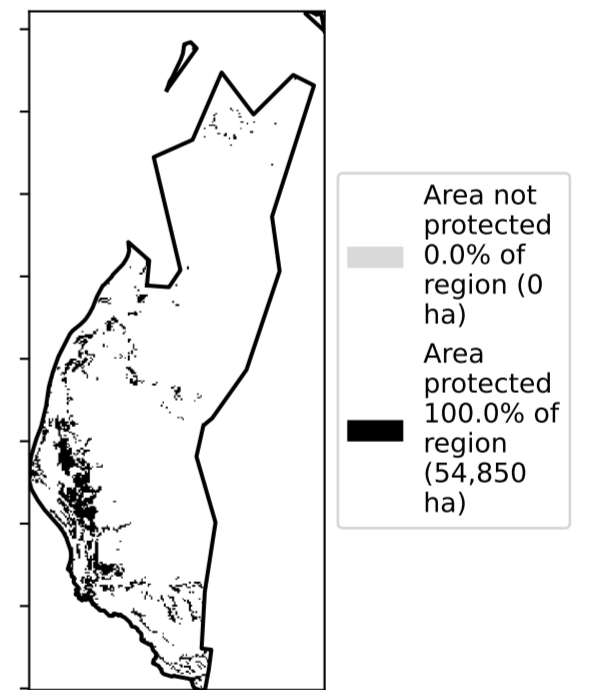 Area not
protected
0.0% of
region (0
ha)
Area
protected
100.0% of
region
(54,850
ha)